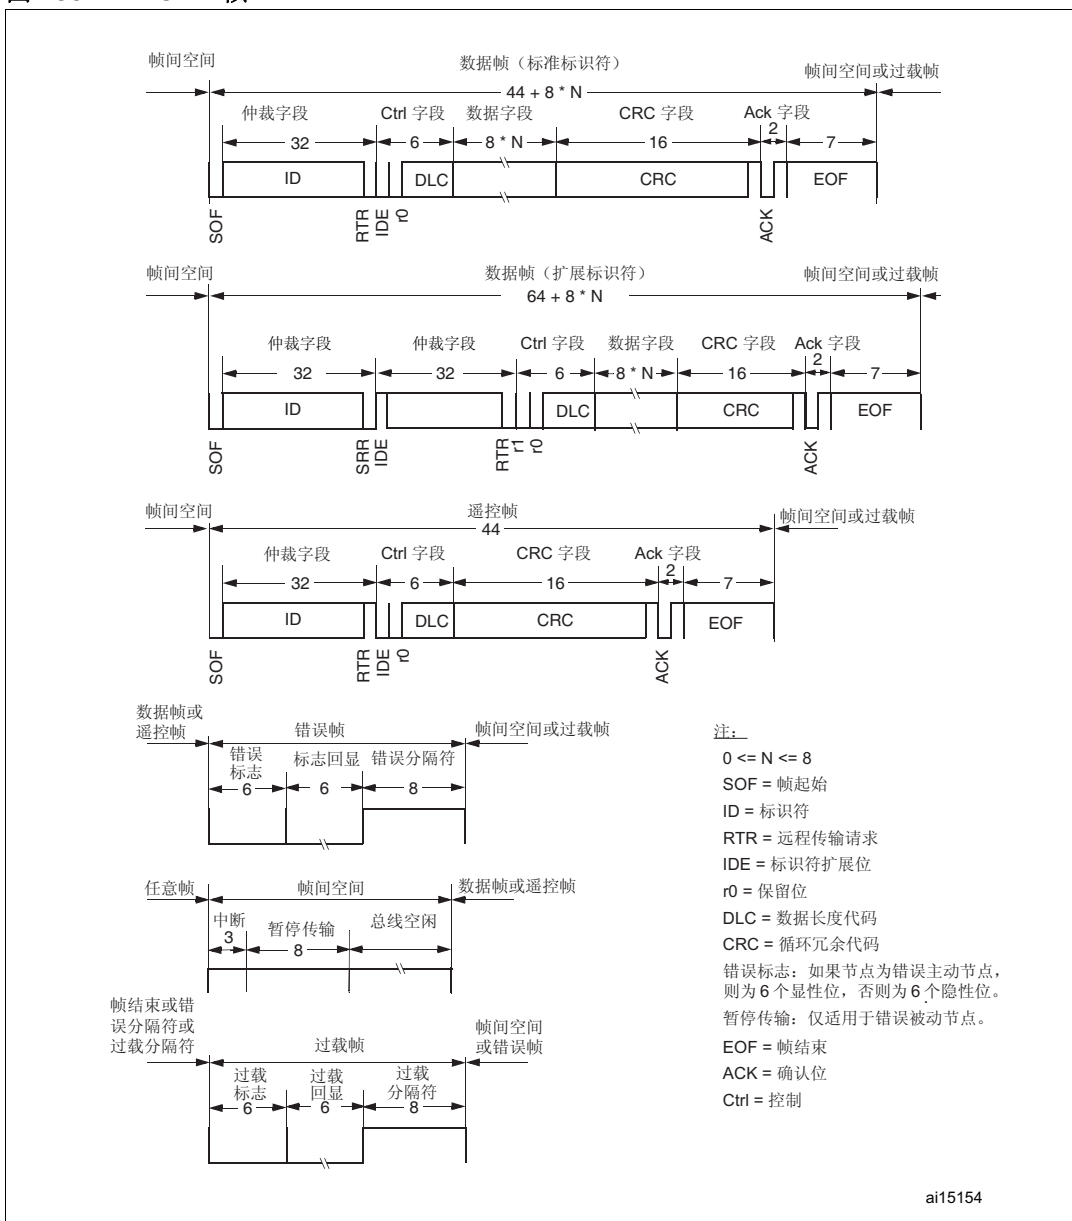 帧间空间
数据帧（标准标识符）
帧间空间或过载帧
44 + 8 * N
仲裁字段
Ctrl 字段
数据字段
CRC 字段
Ack 字段
32
6
8 * N
16
2
7
ID
DLC
CRC
EOF
SOF
RTR
IDE
r0
ACK
帧间空间
数据帧（扩展标识符）
帧间空间或过载帧
64 + 8 * N
仲裁字段
仲裁字段
Ctrl 字段
数据字段
CRC 字段
Ack 字段
32
32
6
8 * N
16
2
7
ID
DLC
CRC
EOF
SOF
SRR
IDE
RTR
r1
r0
ACK
帧间空间
遥控帧
帧间空间或过载帧
44
仲裁字段
Ctrl 字段
CRC 字段
Ack 字段
32
6
16
2
7
ID
DLC
CRC
EOF
SOF
RTR
IDE
r0
ACK
数据帧或
遥控帧
错误帧
帧间空间或过载帧
错误
标志
标志回显
错误分隔符
6
6
8
任意帧
帧间空间
数据帧或遥控帧
中断
暂停传输
总线空闲
3
8
帧结束或错
误分隔符或
过载分隔符
过载帧
帧间空间
或错误帧
过载
标志
过载
回显
过载
分隔符
6
6
8
注：
0 <= N <= 8
SOF = 帧起始
ID = 标识符
RTR = 远程传输请求
IDE = 标识符扩展位
r0 = 保留位
DLC = 数据长度代码
CRC = 循环冗余代码
错误标志：如果节点为错误主动节点，
则为 6 个显性位，否则为 6 个隐性位。
暂停传输：仅适用于错误被动节点。
EOF = 帧结束
ACK = 确认位
Ctrl = 控制
ai15154